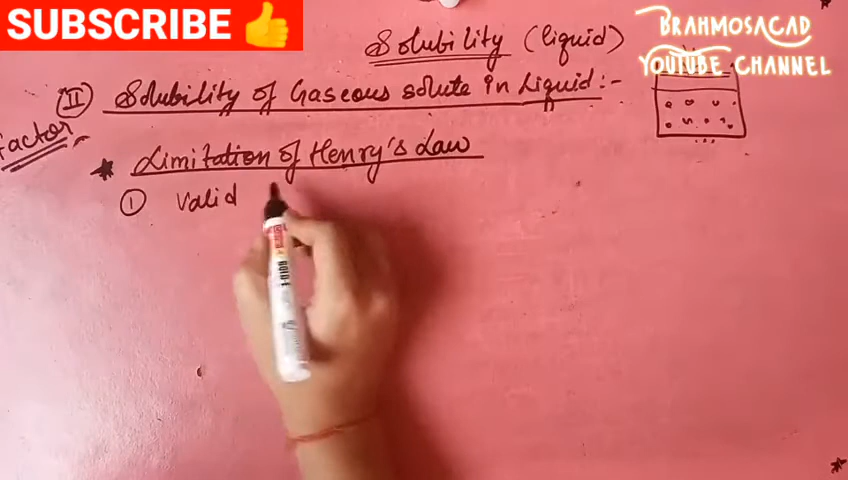 SUBSCRIBE
BRAHMOSACAD
YOUTUBE CHANNEL
Solubility (liquid)
II Solubility of Gaseous solute in Liquid:-
Factor
Limitation of Henry's Law
1 Valid